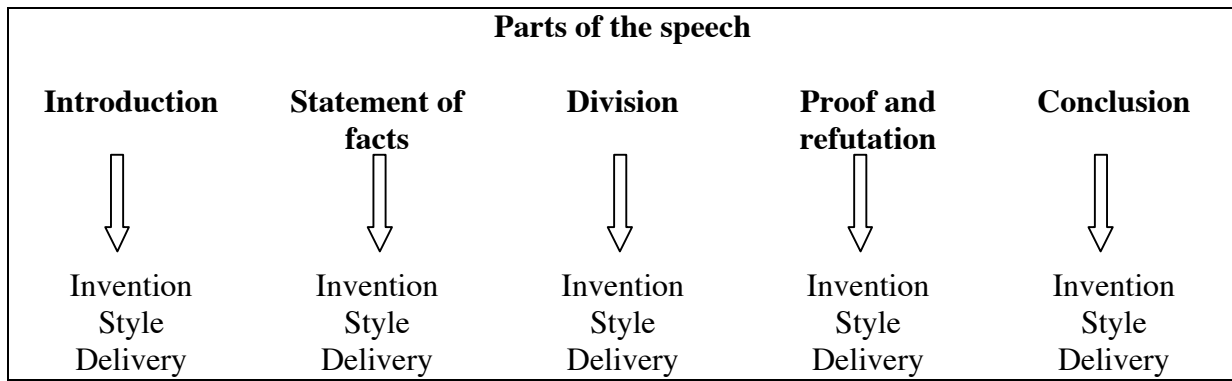 Parts of the speech
Introduction Statement of facts Division Proof and refutation Conclusion
Invention Invention Invention Invention Invention
Style Style Style Style Style
Delivery Delivery Delivery Delivery Delivery